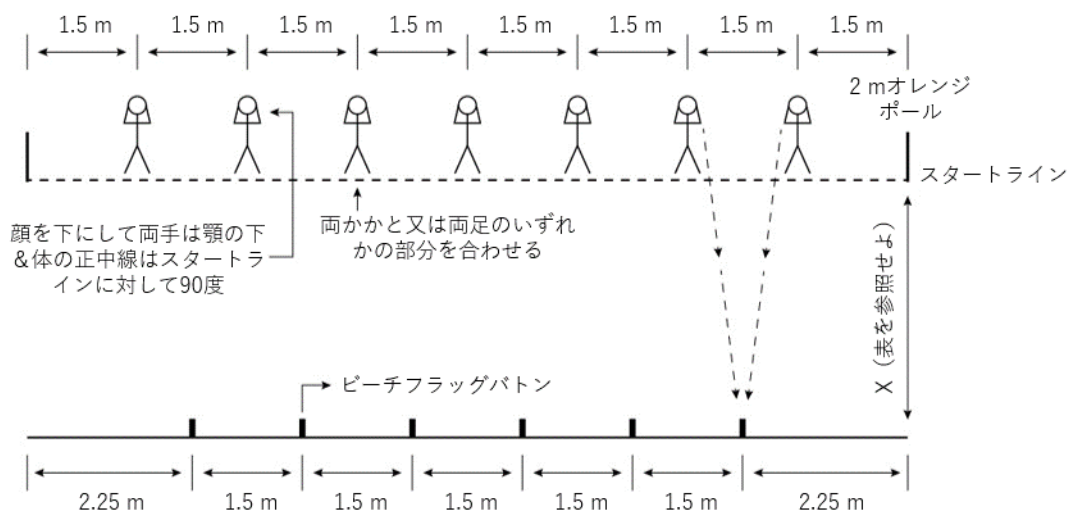 1.5 m 1.5 m 1.5 m 1.5 m 1.5 m 1.5 m 1.5 m 1.5 m
2 mオレンジ
ポール
スタートライン
顔を下にして両手は顎の下
&体の正中線はスタートラ
インに対して90度
両かかと又は両足のいずれ
かの部分を合わせる
X（表を参照せよ）
ビーチフラッグバトン
2.25 m 1.5 m 1.5 m 1.5 m 1.5 m 1.5 m 2.25 m